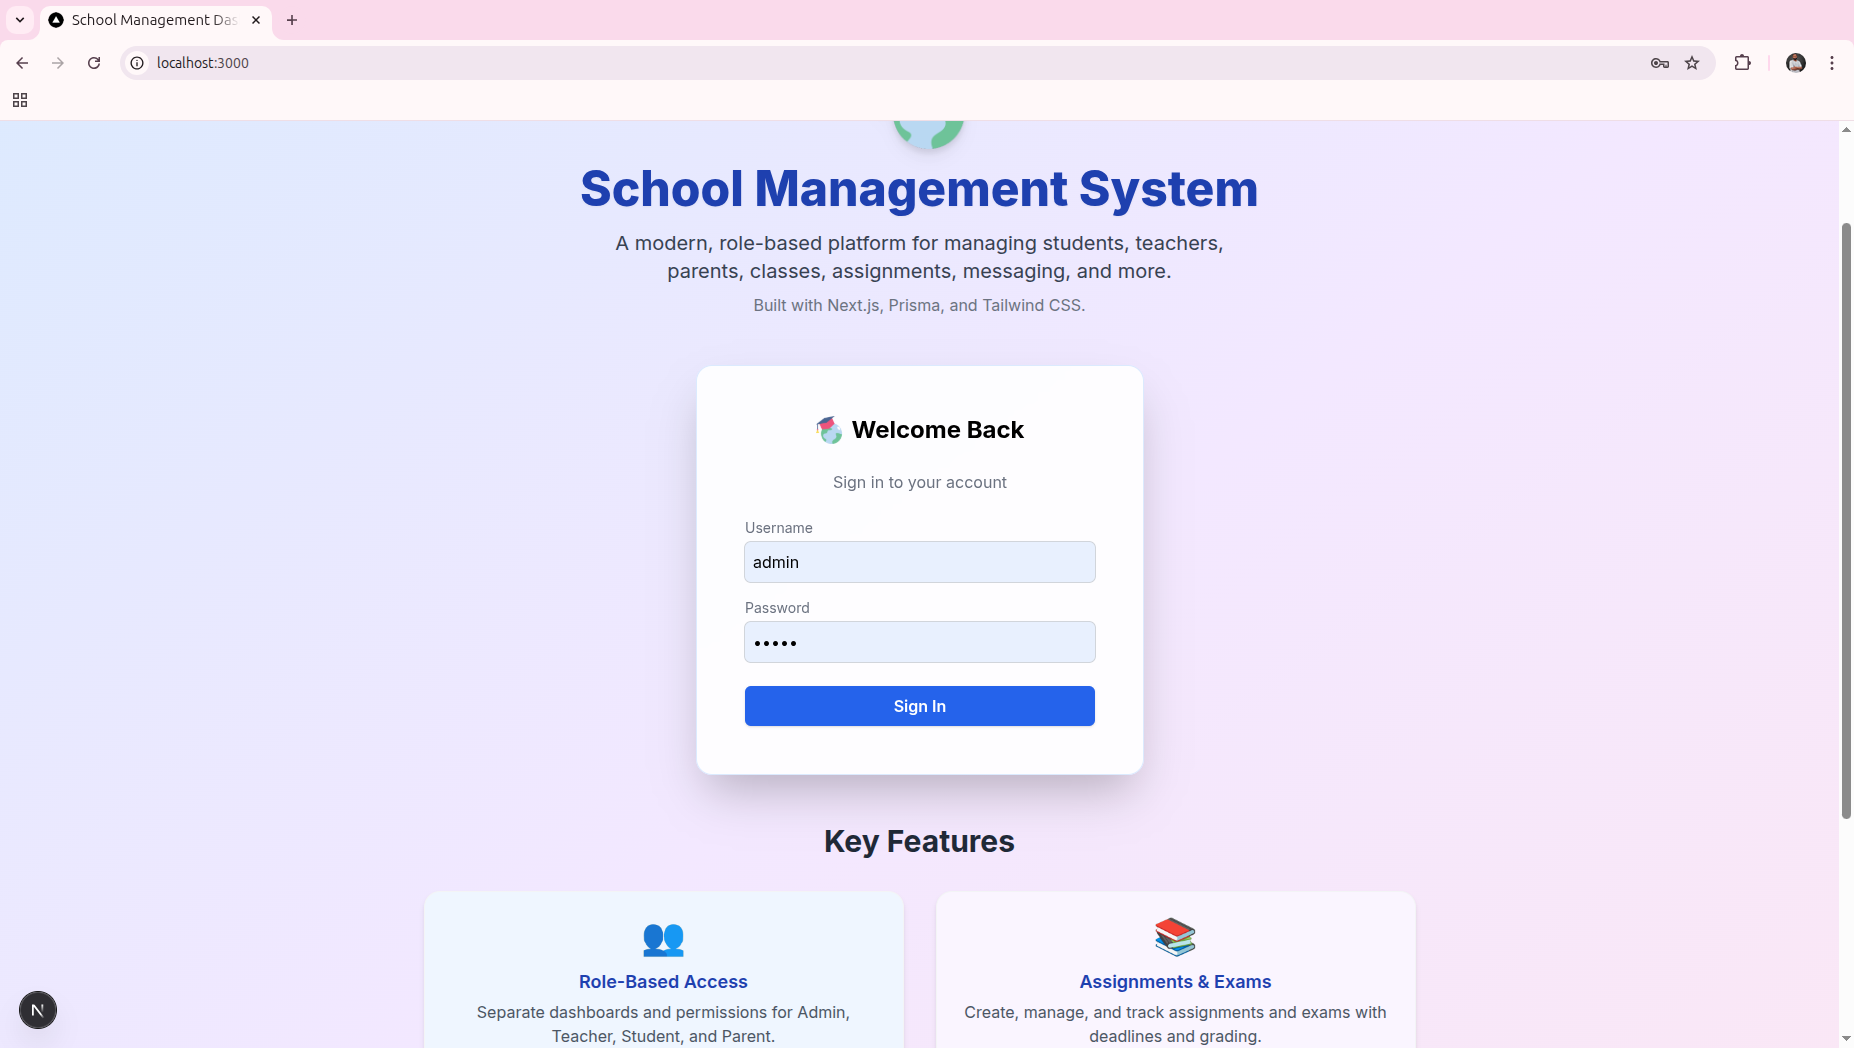 School Management Das
localhost:3000
School Management System
A modern, role-based platform for managing students, teachers,
parents, classes, assignments, messaging, and more.
Built with Next.js, Prisma, and Tailwind CSS.
Welcome Back
Sign in to your account
Username
admin
Password
•••••
Sign In
Key Features
Role-Based Access
Separate dashboards and permissions for Admin,
Teacher, Student, and Parent.
Assignments & Exams
Create, manage, and track assignments and exams with
deadlines and grading.
N